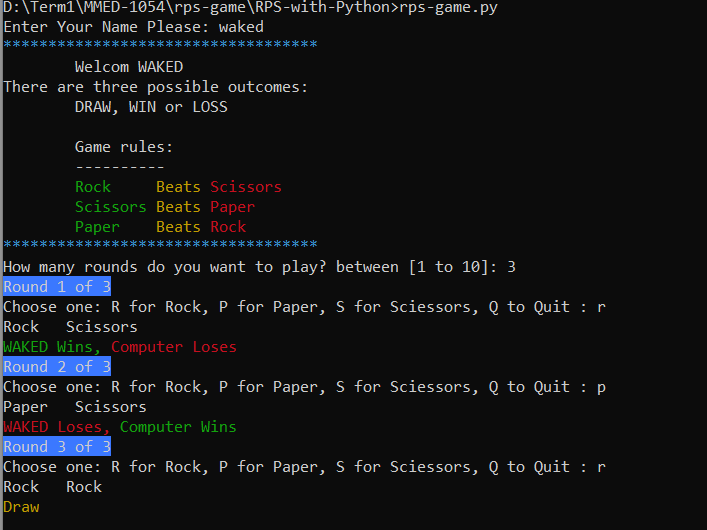 D:\Term1\MMED-1054\rps-game\RPS-with-Python>rps-game.py
Enter Your Name Please: waked
***********************************
Welcom WAKED
There are three possible outcomes:
DRAW, WIN or LOSS
Game rules:
----------
Rock     Beats Scissors
Scissors Beats Paper
Paper    Beats Rock
***********************************
How many rounds do you want to play? between [1 to 10]: 3
Round 1 of 3
Choose one: R for Rock, P for Paper, S for Sciessors, Q to Quit : r
Rock   Scissors
WAKED Wins, Computer Loses
Round 2 of 3
Choose one: R for Rock, P for Paper, S for Sciessors, Q to Quit : p
Paper   Scissors
WAKED Loses, Computer Wins
Round 3 of 3
Choose one: R for Rock, P for Paper, S for Sciessors, Q to Quit : r
Rock   Rock
Draw